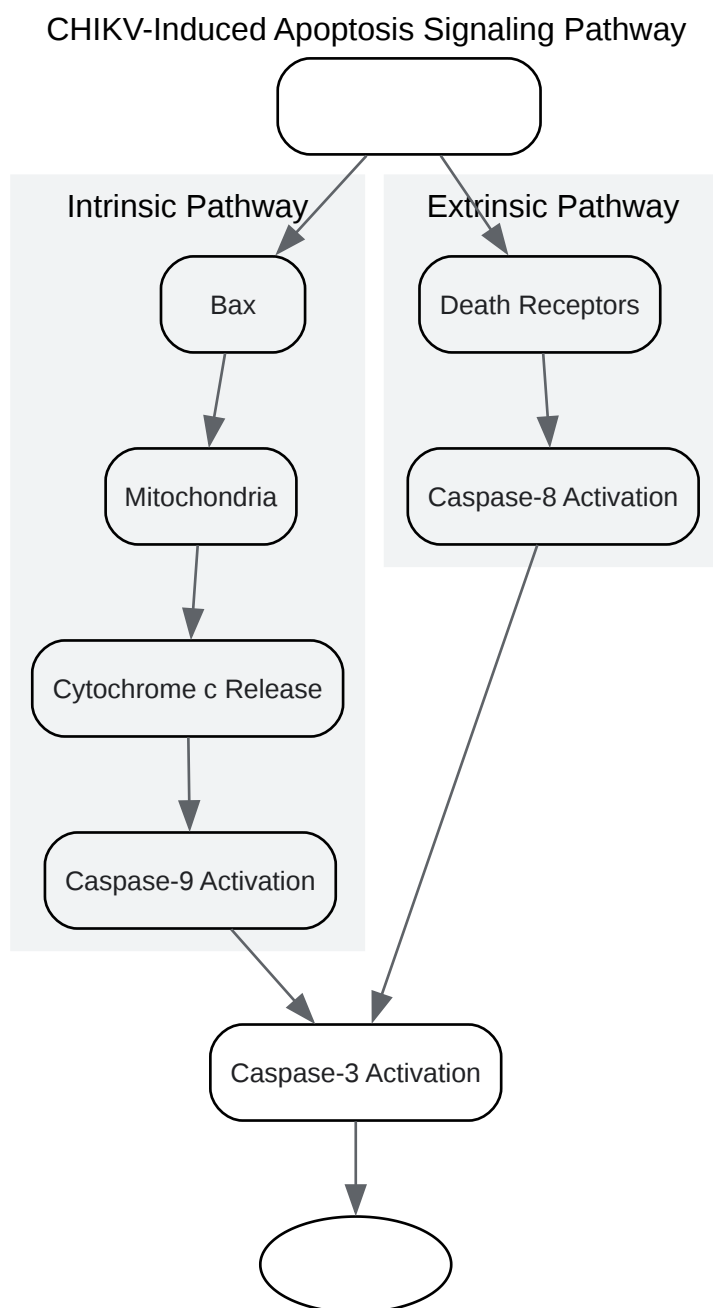 CHIKV-Induced Apoptosis Signaling Pathway
Intrinsic Pathway
Extrinsic Pathway
Bax
Death Receptors
Mitochondria
Caspase-8 Activation
Cytochrome c Release
Caspase-9 Activation
Caspase-3 Activation